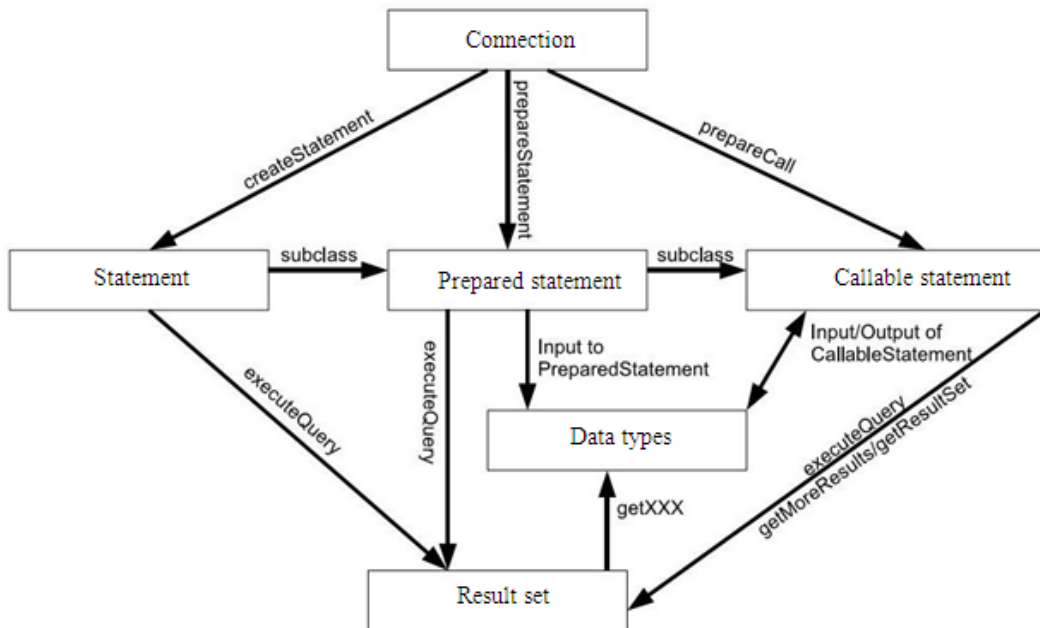 Connection
createStatement
prepareStatement
prepareCall
Statement
subclass
Prepared statement
subclass
Callable statement
executeQuery
executeQuery
Input to
PreparedStatement
Input/Output of
CallableStatement
Data types
executeQuery
getMoreResults/getResultSet
getXXX
Result set